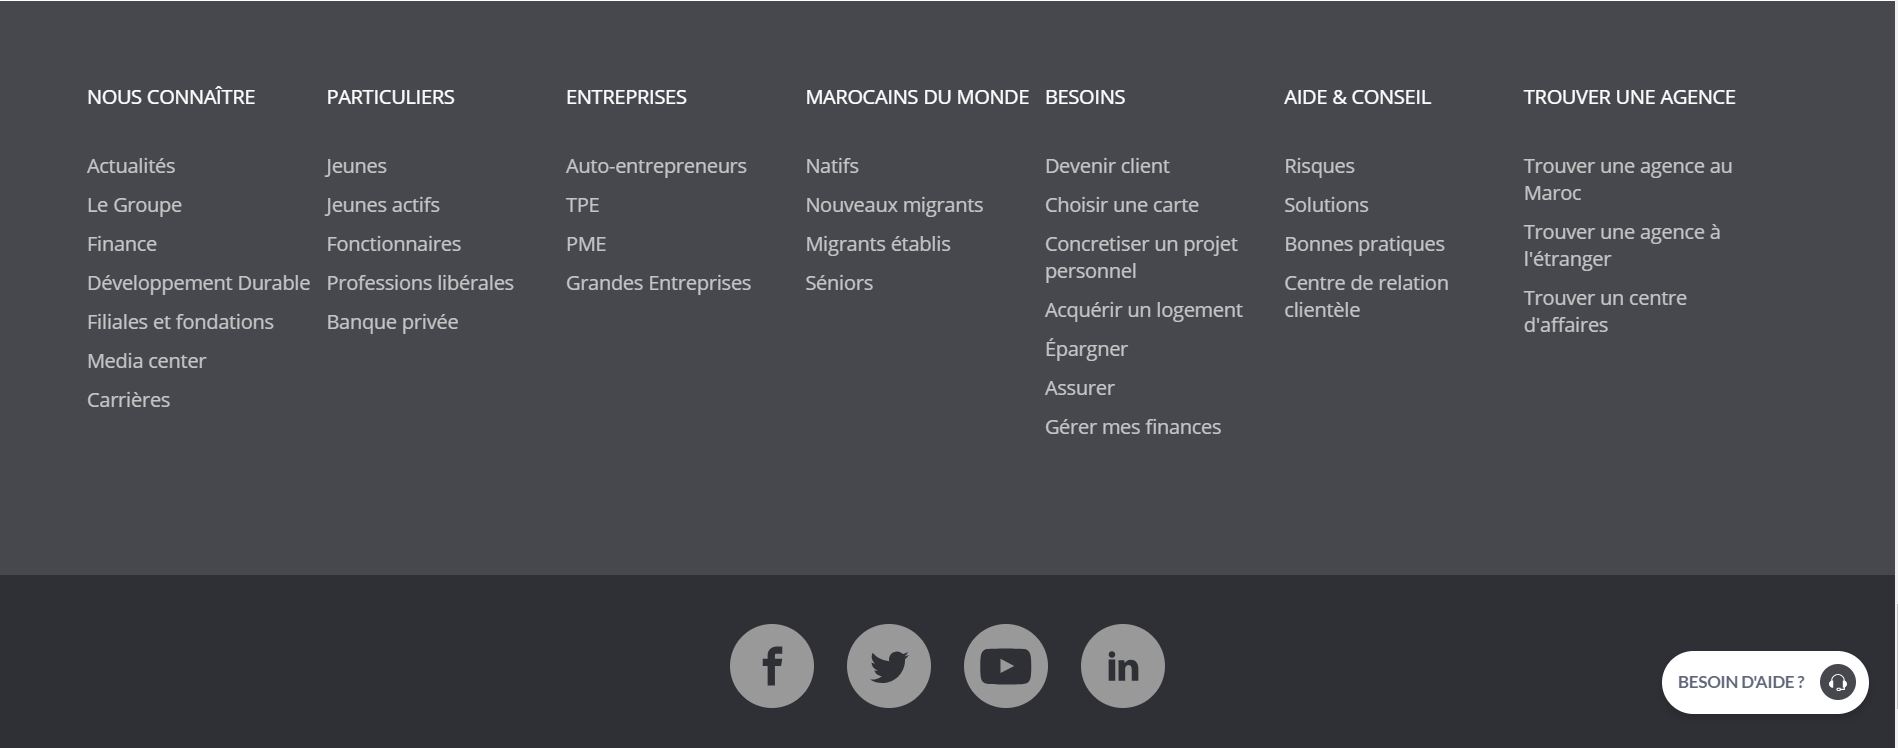 NOUS CONNAÎTRE
Actualités
Le Groupe
Finance
Développement Durable
Filiales et fondations
Media center
Carrières
PARTICULIERS
Jeunes
Jeunes actifs
Fonctionnaires
Professions libérales
Banque privée
ENTREPRISES
Auto-entrepreneurs
TPE
PME
Grandes Entreprises
MAROCAINS DU MONDE
Natifs
Nouveaux migrants
Migrants établis
Séniors
BESOINS
Devenir client
Choisir une carte
Concretiser un projet
personnel
Acquérir un logement
Épargner
Assurer
Gérer mes finances
AIDE & CONSEIL
Risques
Solutions
Bonnes pratiques
Centre de relation
clientèle
TROUVER UNE AGENCE
Trouver une agence au
Maroc
Trouver une agence à
l'étranger
Trouver un centre
d'affaires
BESOIN D'AIDE ?